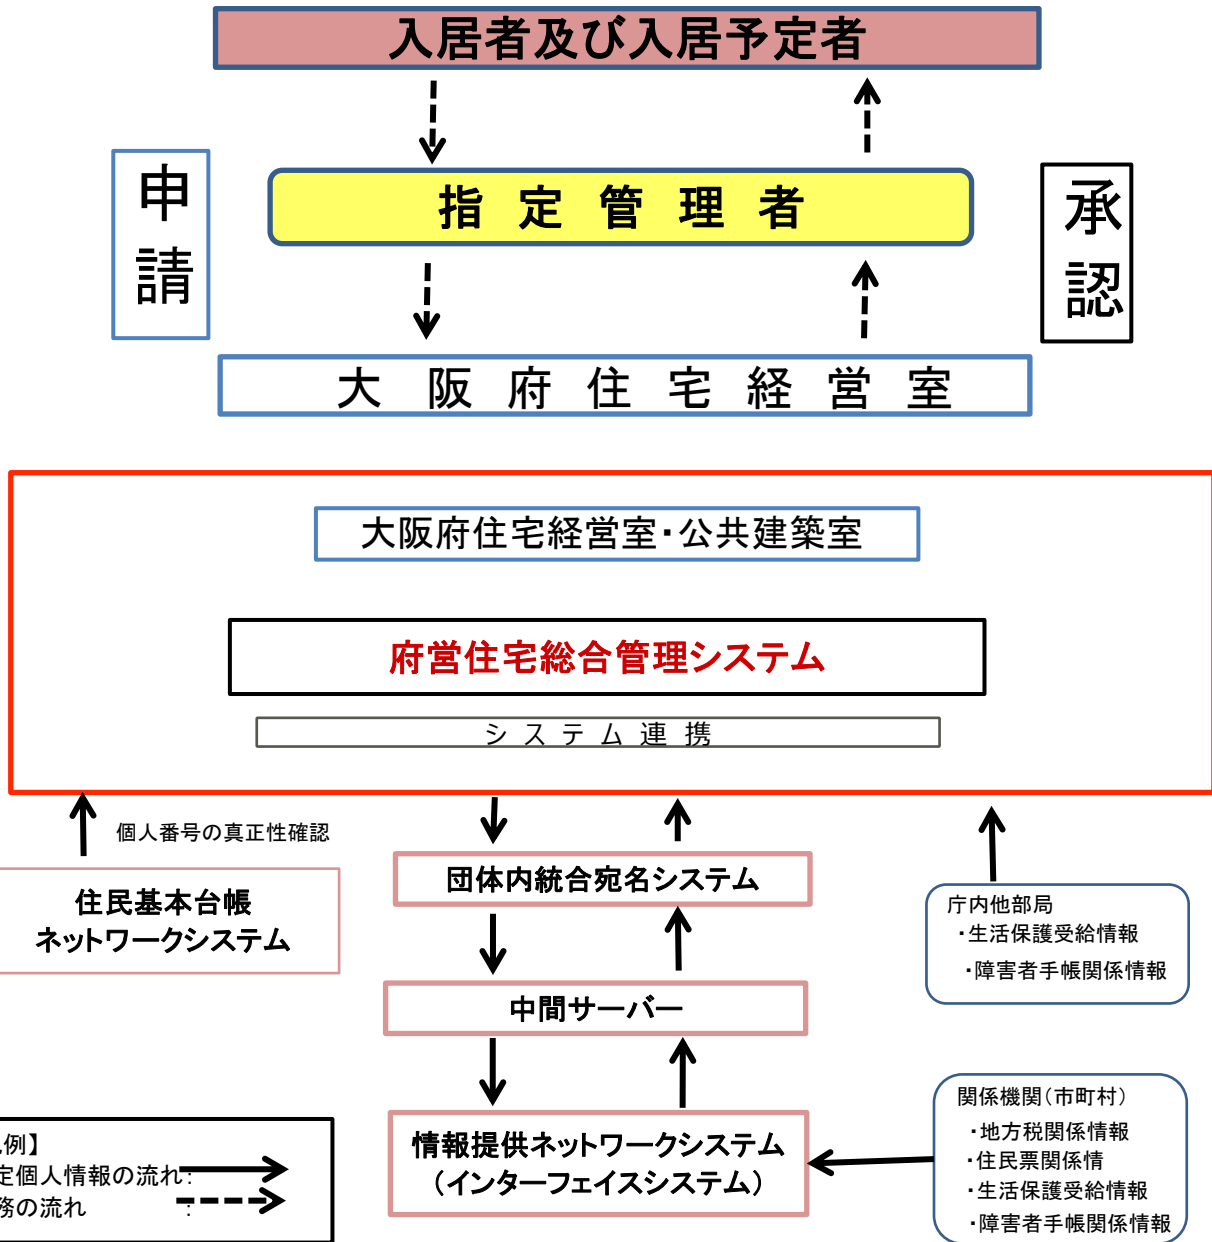 入居者及び入居予定者
申請
指定管理者
承認
大阪府住宅経営室
大阪府住宅経営室・公共建築室
府営住宅総合管理システム
システム連携
個人番号の真正性確認
住民基本台帳
ネットワークシステム
団体内統合宛名システム
中間サーバー
情報提供ネットワークシステム
（インターフェイスシステム）
庁内他部局
・生活保護受給情報
・障害者手帳関係情報
関係機関（市町村）
・地方税関係情報
・住民票関係情
・生活保護受給情報
・障害者手帳関係情報
例】
定個人情報の流れ：
務の流れ　：